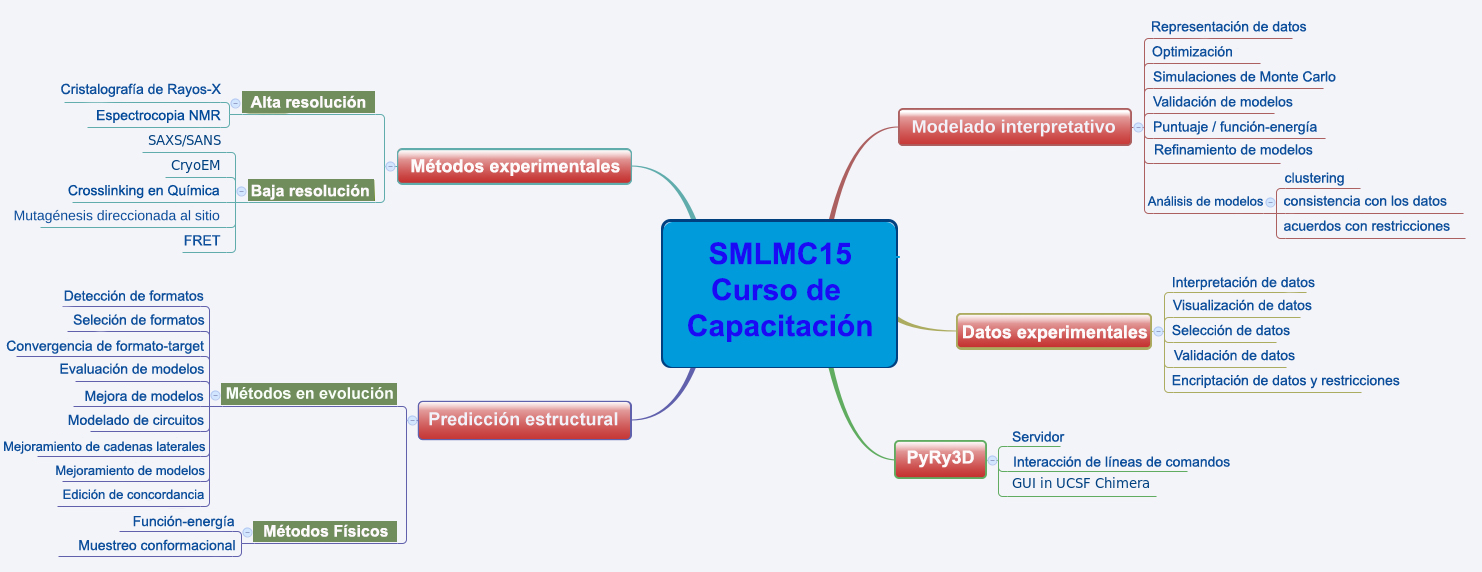 SMLMC15
Curso de
Capacitación
Métodos experimentales
Alta resolución
Cristalografía de Rayos-X
Espectrocopia NMR
Baja resolución
SAXS/SANS
CryoEM
Crosslinking en Química
Mutagénesis direccionada al sitio
FRET
Predicción estructural
Métodos en evolución
Detección de formatos
Seleción de formatos
Convergencia de formato-target
Evaluación de modelos
Mejora de modelos
Modelado de circuitos
Mejoramiento de cadenas laterales
Mejoramiento de modelos
Edición de concordancia
Métodos Físicos
Función-energía
Muestreo conformacional
Modelado interpretativo
Representación de datos
Optimización
Simulaciones de Monte Carlo
Validación de modelos
Puntuaje / función-energía
Refinamiento de modelos
Análisis de modelos
clustering
consistencia con los datos
acuerdos con restricciones
Datos experimentales
Interpretación de datos
Visualización de datos
Selección de datos
Validación de datos
Encriptación de datos y restricciones
PyRy3D
Servidor
Interacción de líneas de comandos
GUI in UCSF Chimera